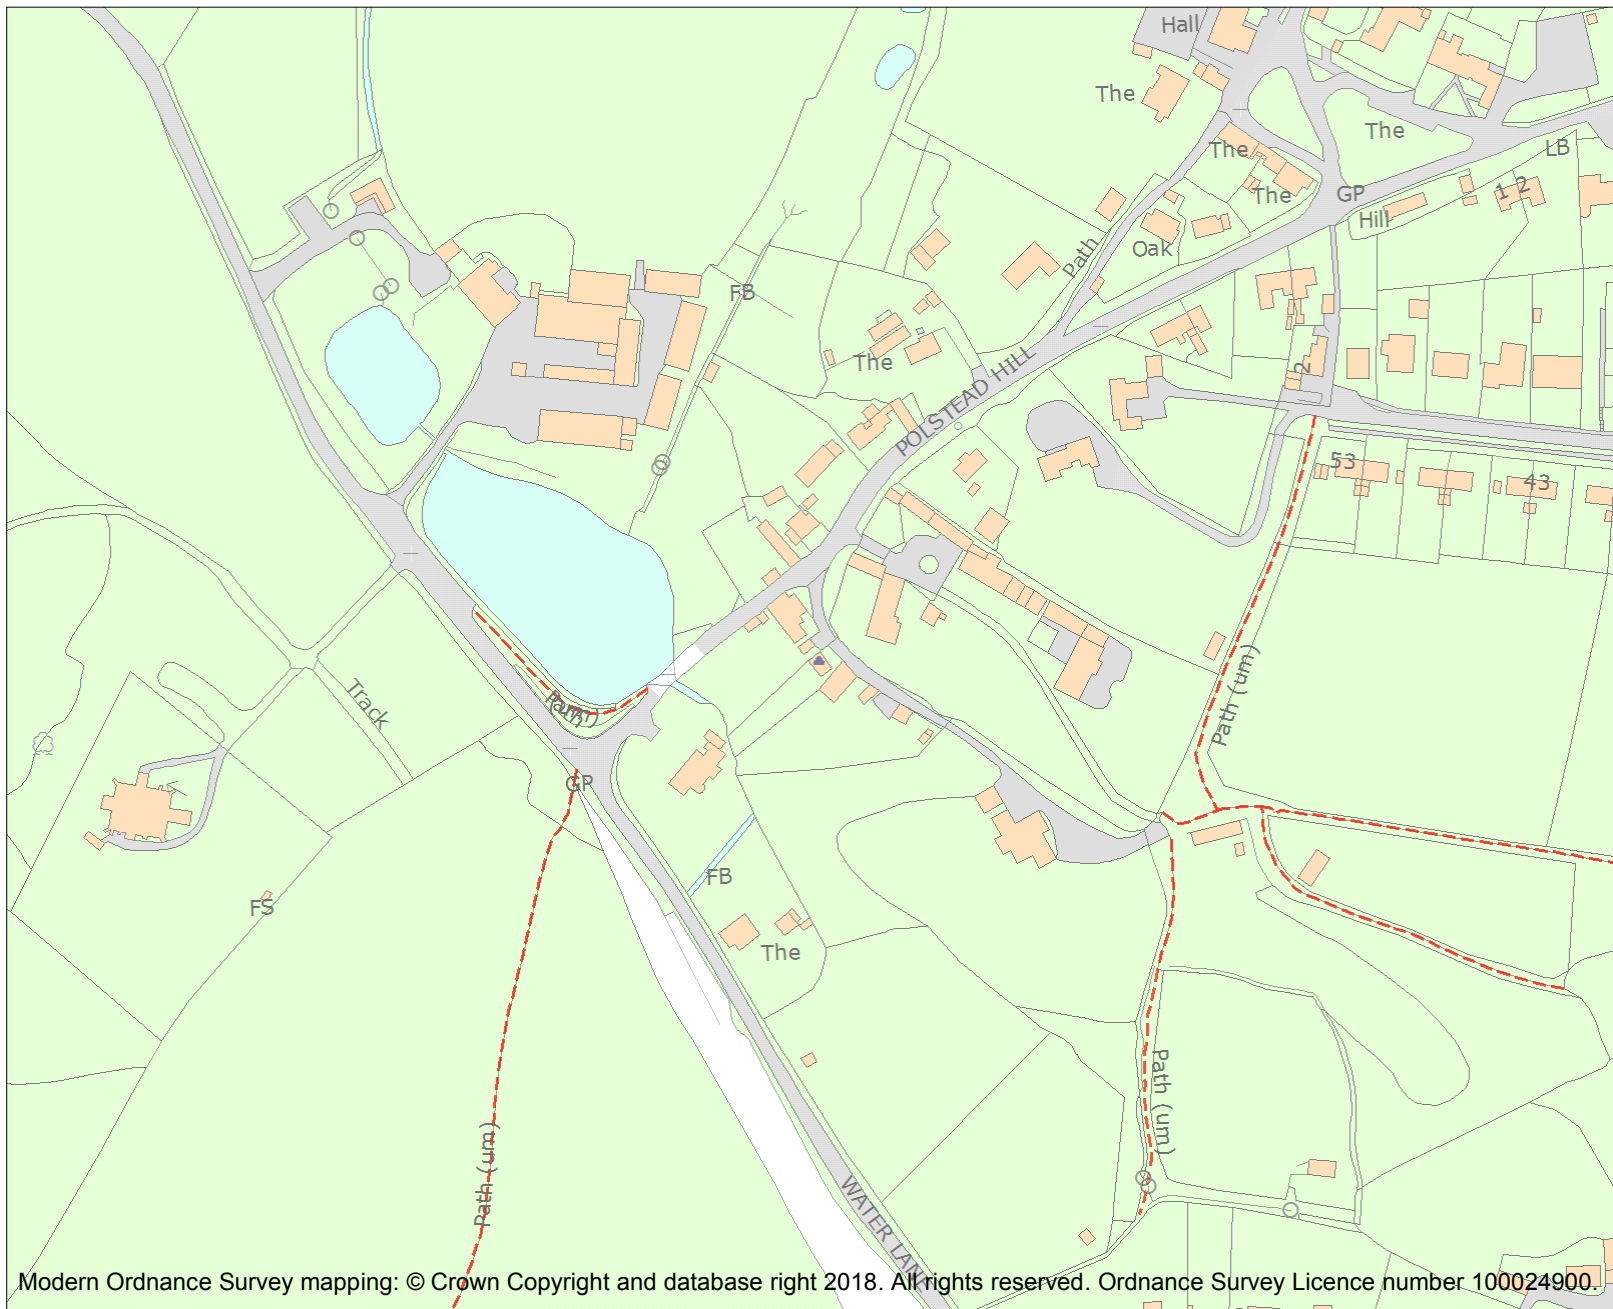 Hall
The
The
LB
The
The
GP
1 2
Hill
Path
Oak
FB
The
POLSTEAD HILL
2
53
43
Path (um)
Track
Path (um)
GP
FB
FS
The
Path (um)
Path (um)
WATER LANE
Modern Ordnance Survey mapping: © Crown Copyright and database right 2018. All rights reserved. Ordnance Survey Licence number 100024900.